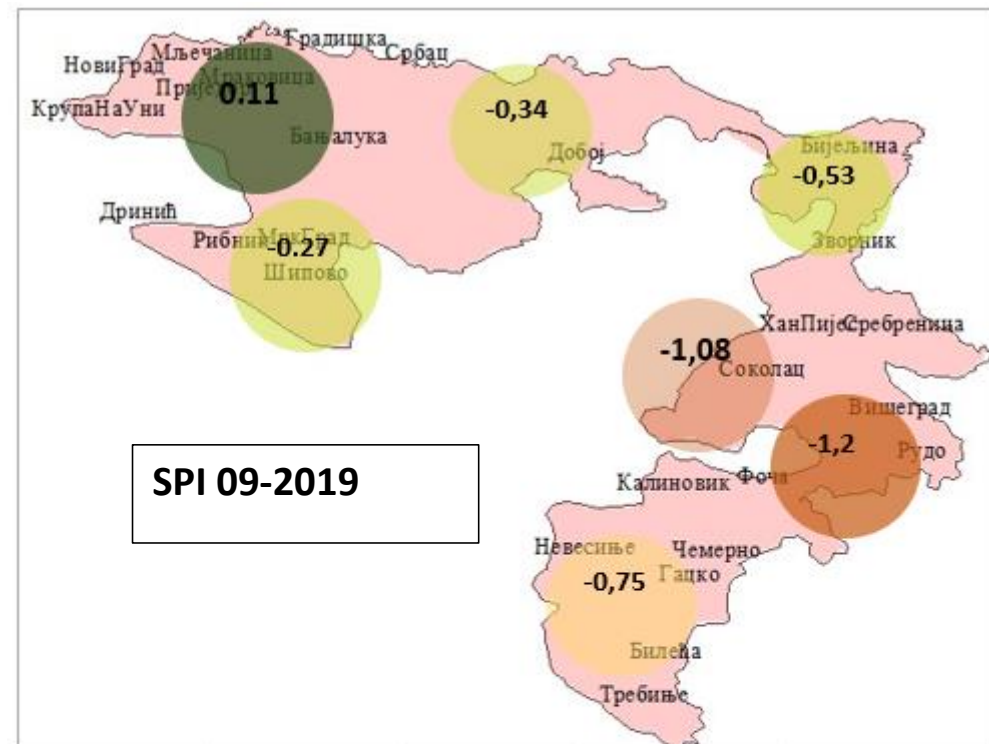 Градишка
Мљечаница
Србац
НовиГрад
Мраковица
0.11
КрупаНаУни
-0,34
Бањалука
Добој
Бијељина
-0,53
Дринић
Рибник
МркГрад
-0.27
Шипово
Зворник
ХанПијес
Сребреница
-1,08
Соколац
Вишеград
-1,2
Рудо
SPI 09-2019
Калиновик
Фоча
Невесиње
Чемерно
Гацко
-0,75
Билећа
Требиње